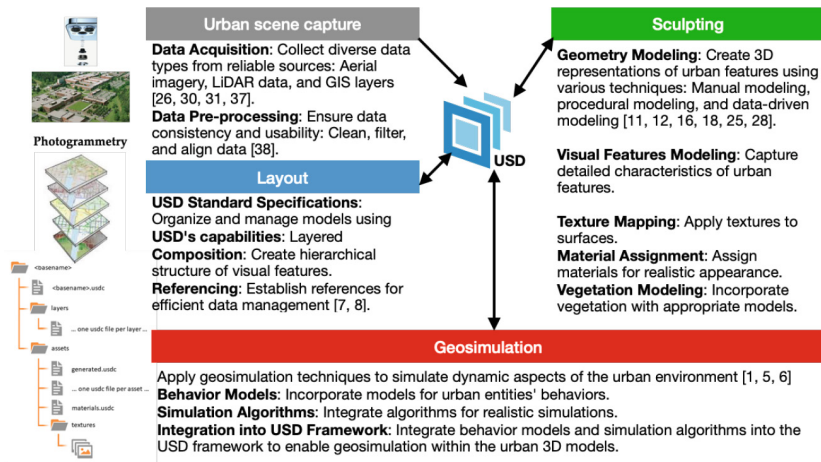 Urban scene capture
Data Acquisition: Collect diverse data
types from reliable sources: Aerial
imagery, LiDAR data, and GIS layers
[26, 30, 31, 37].
Data Pre-processing: Ensure data
consistency and usability: Clean, filter,
and align data [38].
Photogrammetry
Layout
USD Standard Specifications:
Organize and manage models using
USD's capabilities: Layered
Composition: Create hierarchical
structure of visual features.
Referencing: Establish references for
efficient data management [7, 8].
USD
Sculpting
Geometry Modeling: Create 3D
representations of urban features using
various techniques: Manual modeling,
procedural modeling, and data-driven
modeling [11, 12, 16, 18, 25, 28].
Visual Features Modeling: Capture
detailed characteristics of urban
features.
Texture Mapping: Apply textures to
surfaces.
Material Assignment: Assign
materials for realistic appearance.
Vegetation Modeling: Incorporate
vegetation with appropriate models.
<basename>
<basename>.usdc
layers
... one usdc file per layer ...
assets
generated.usdc
... one usdc file per asset ...
materials.usdc
textures
Geosimulation
Apply geosimulation techniques to simulate dynamic aspects of the urban environment [1, 5, 6]
Behavior Models: Incorporate models for urban entities' behaviors.
Simulation Algorithms: Integrate algorithms for realistic simulations.
Integration into USD Framework: Integrate behavior models and simulation algorithms into the
USD framework to enable geosimulation within the urban 3D models.